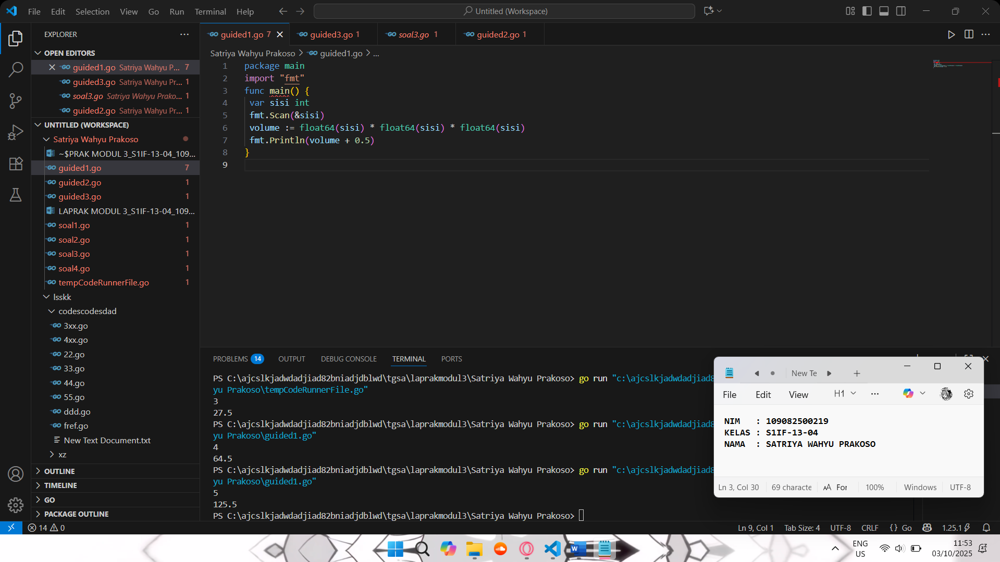 File Edit Selection View Go Run Terminal Help
Untitled (Workspace)
EXPLORER
OPEN EDITORS
guided1.go Satriya Wahyu P... 7
guided3.go Satriya Wahyu Pr... 1
soal3.go Satriya Wahyu Prako... 1
guided2.go Satriya Wahyu Pr... 1
UNTITLED (WORKSPACE)
Satriya Wahyu Prakoso
~$PRAK MODUL 3_S1IF-13-04_109...
guided1.go 7
guided2.go 1
guided3.go 1
LAPRAK MODUL 3_S1IF-13-04_109...
soal1.go 1
soal2.go 1
soal3.go 1
soal4.go 1
tempCodeRunnerFile.go 1
lsskk
codescodesdad
3xx.go
4xx.go
22.go
33.go
44.go
55.go
ddd.go
fref.go
New Text Document.txt
xz
OUTLINE
TIMELINE
GO
PACKAGE OUTLINE
guided1.go 7 guided3.go 1 soal3.go 1 guided2.go 1
Satriya Wahyu Prakoso > guided1.go > ...
1 package main
2 import "fmt"
3 func main() {
4 var sisi int
5 fmt.Scan(&sisi)
6 volume := float64(sisi) * float64(sisi) * float64(sisi)
7 fmt.Println(volume + 0.5)
8 }
9
PROBLEMS 14 OUTPUT DEBUG CONSOLE TERMINAL PORTS
PS C:\ajcslkjadwdadjiad82bniadjdblwd\tgsa\laprakmodul3\Satriya Wahyu Prakoso> go run "c:\ajcslkjadwdadjiad8
yu Prakoso\tempCodeRunnerFile.go"
3
27.5
PS C:\ajcslkjadwdadjiad82bniadjdblwd\tgsa\laprakmodul3\Satriya Wahyu Prakoso> go run "c:\ajcslkjadwdadjiad8
yu Prakoso\guided1.go"
4
64.5
PS C:\ajcslkjadwdadjiad82bniadjdblwd\tgsa\laprakmodul3\Satriya Wahyu Prakoso> go run "c:\ajcslkjadwdadjiad8
yu Prakoso\guided1.go"
5
125.5
PS C:\ajcslkjadwdadjiad82bniadjdblwd\tgsa\laprakmodul3\Satriya Wahyu Prakoso>
New Te
File Edit View H1
NIM : 109082500219
KELAS : S1IF-13-04
NAMA : SATRIYA WAHYU PRAKOSO
Ln 3, Col 30 69 characte For 100% Windows UTF-8
14 0
Ln 9, Col 1 Tab Size: 4 UTF-8 CRLF {} Go 1.25.1
ENG
US
11:53
03/10/2025